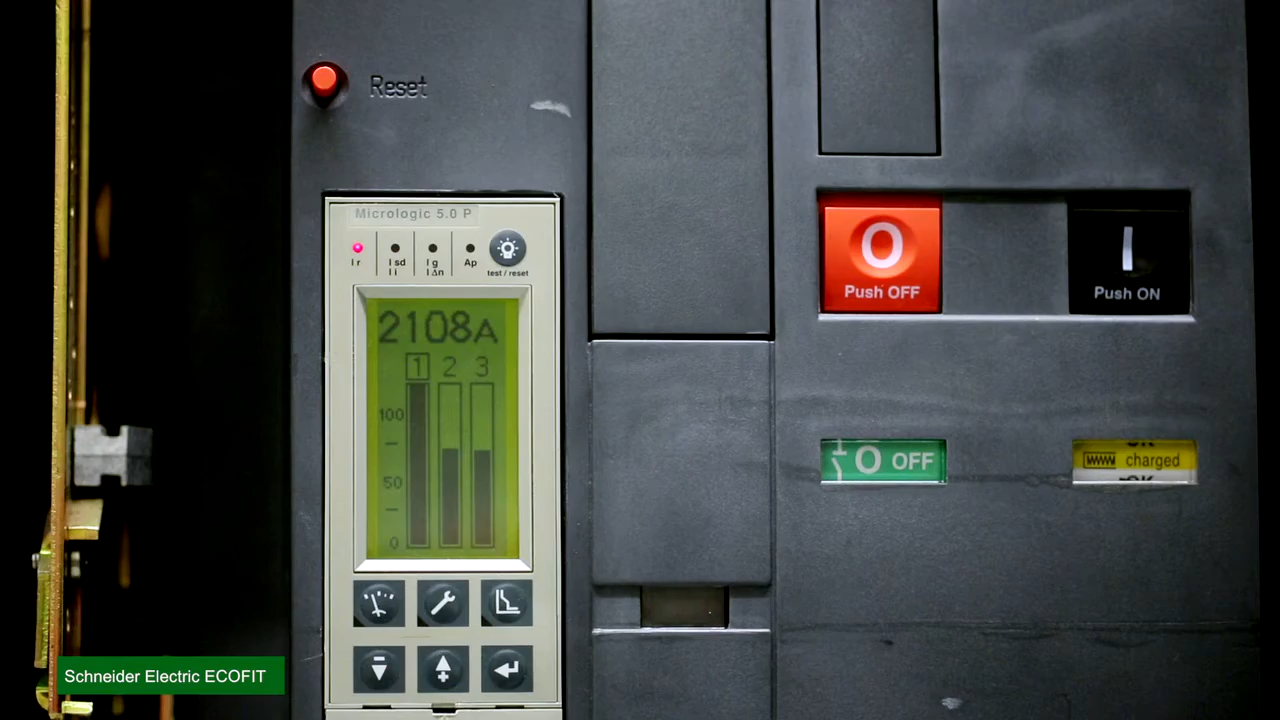 Reset
Micrologic 5.0 P
Ir
Isd
Ii
Ig
IΔn
Ap
test / reset
2108A
1 2 3
100
50
0
O
Push OFF
I
Push ON
O OFF
charged
OK
Schneider Electric ECOFIT